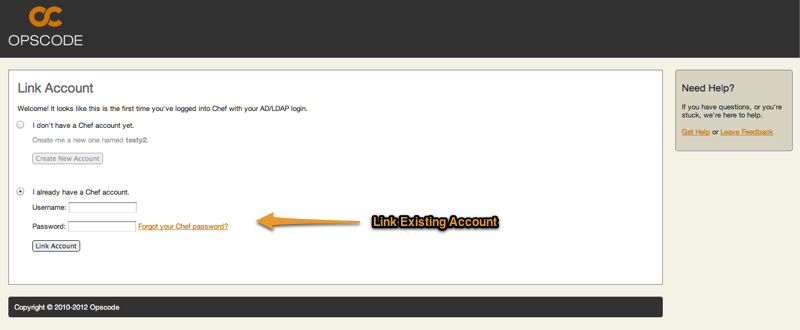 OPSCODE
Link Account
Welcome! It looks like this is the first time you've logged into Chef with your AD/LDAP login.
I don't have a Chef account yet.
Create me a new one named testy2.
Create New Account
I already have a Chef account.
Username:
Password: Forgot your Chef password?
Link Account
Link Existing Account
Need Help?
If you have questions, or you're
stuck, we're here to help.
Get Help or Leave Feedback
Copyright © 2010-2012 Opscode